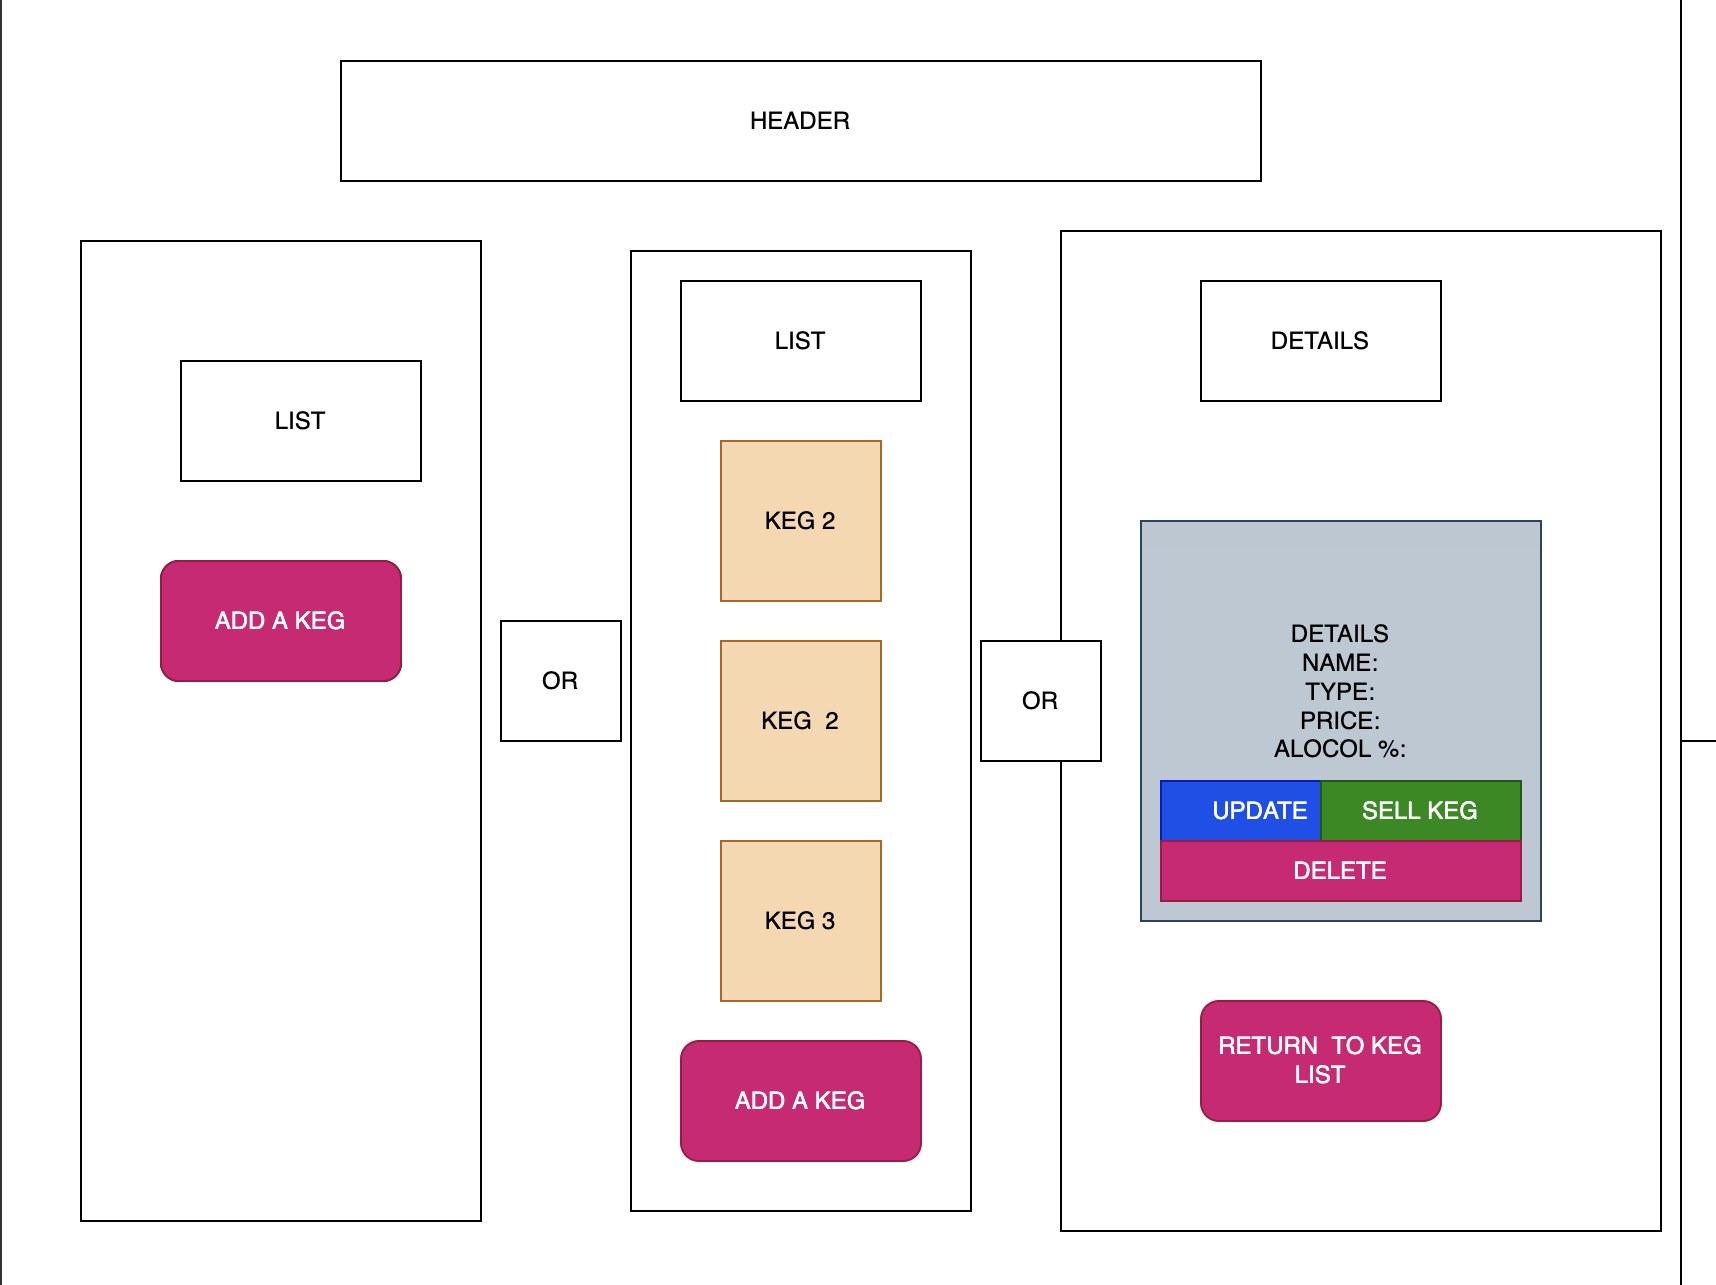 HEADER
LIST
ADD A KEG
OR
LIST
KEG 2
KEG  2
KEG 3
ADD A KEG
OR
DETAILS
DETAILS
NAME:
TYPE:
PRICE:
ALOCOL %:
UPDATE
SELL KEG
DELETE
RETURN  TO KEG
LIST